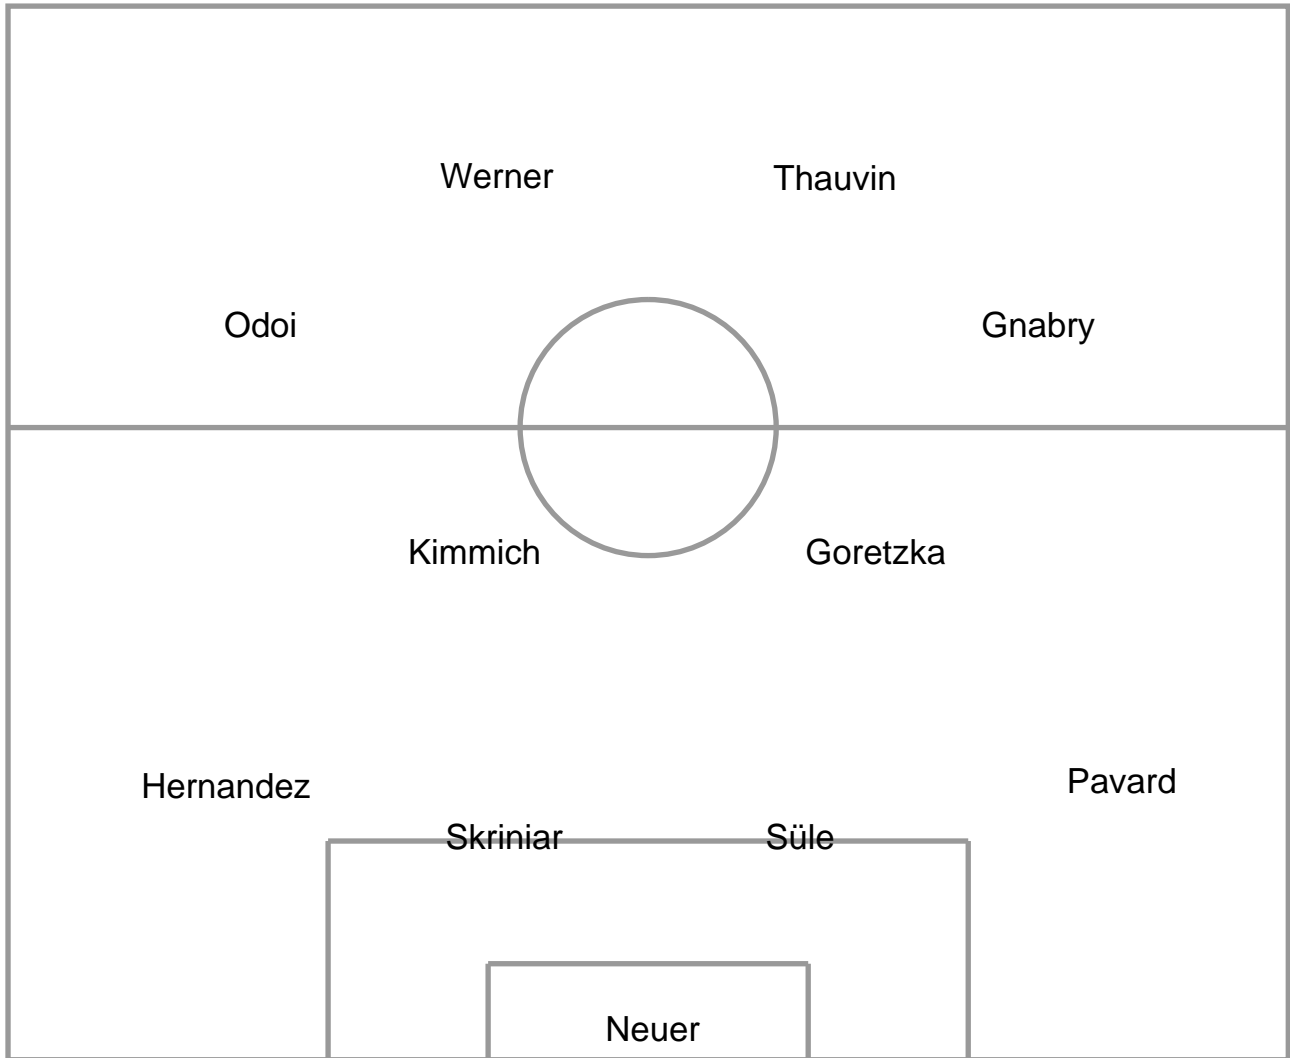 Werner
Thauvin
Odoi
Gnabry
Kimmich
Goretzka
Hernandez
Pavard
Skriniar
Süle
Neuer